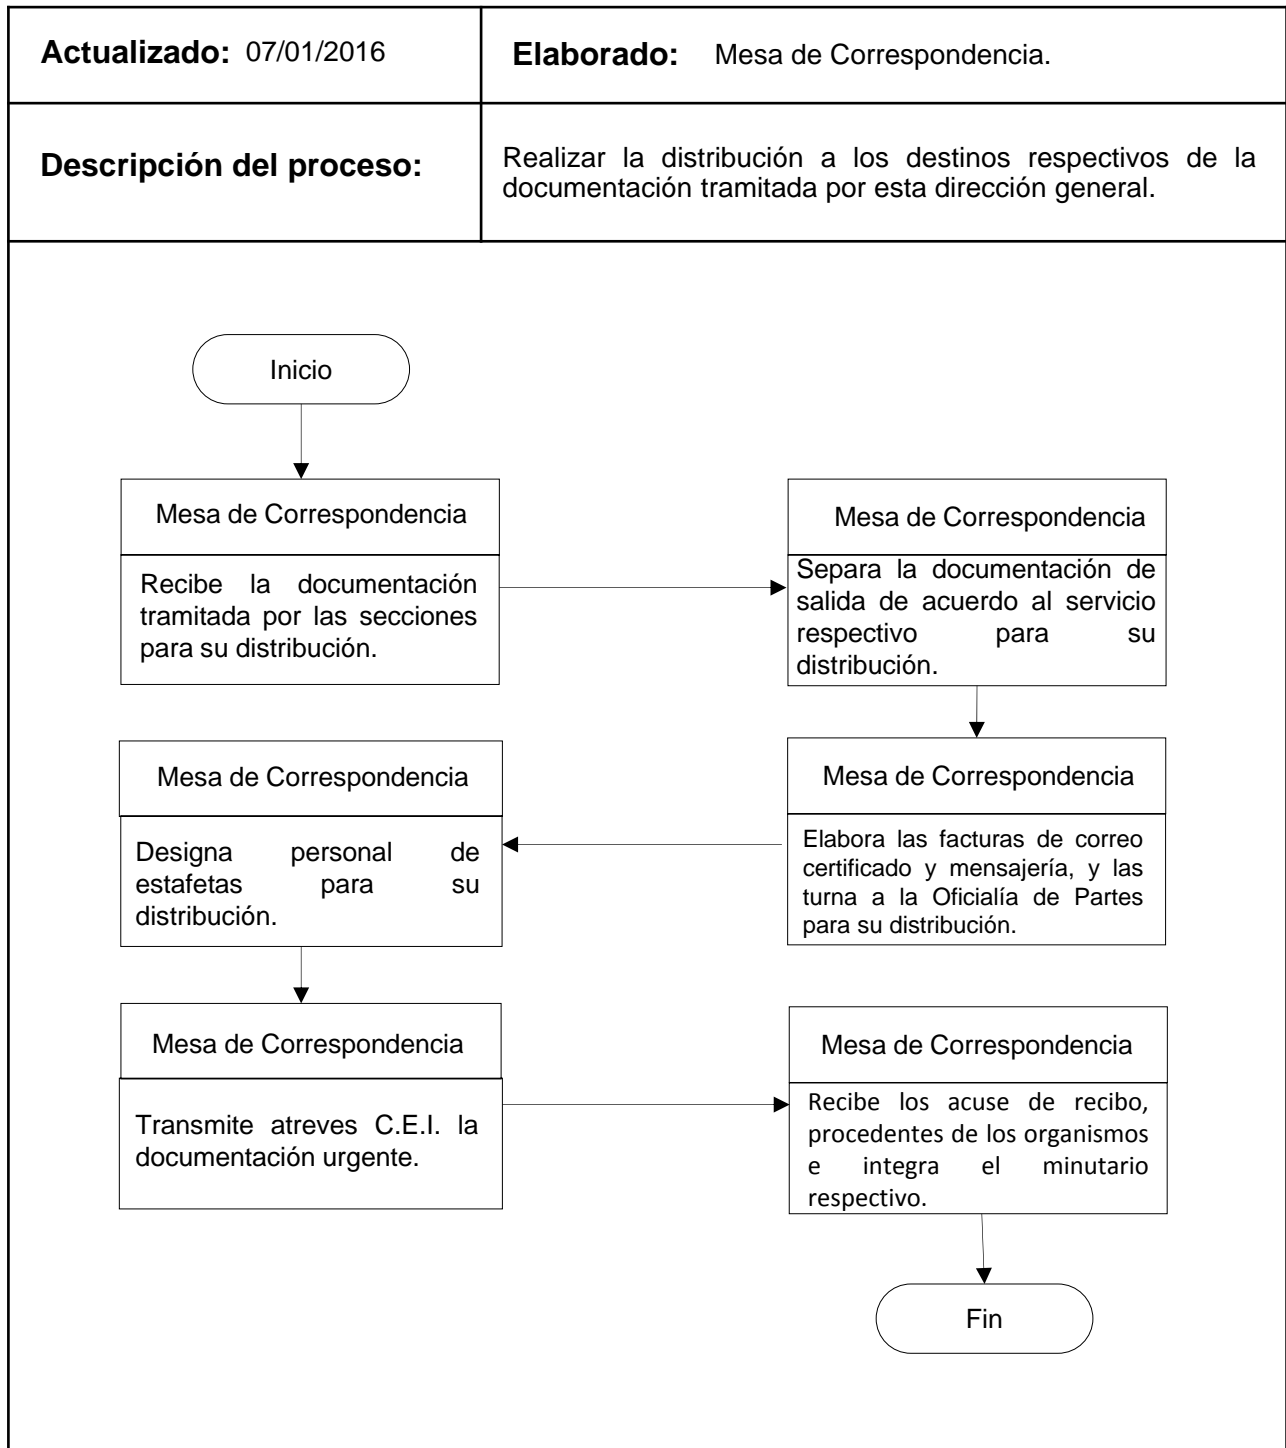 Actualizado: 07/01/2016
Elaborado: Mesa de Correspondencia.
Descripción del proceso:
Realizar la distribución a los destinos respectivos de la
documentación tramitada por esta dirección general.
Inicio
Mesa de Correspondencia
Recibe la documentación
tramitada por las secciones
para su distribución.
Mesa de Correspondencia
Separa la documentación de
salida de acuerdo al servicio
respectivo para su
distribución.
Mesa de Correspondencia
Elabora las facturas de correo
certificado y mensajería, y las
turna a la Oficialía de Partes
para su distribución.
Mesa de Correspondencia
Designa personal de
estafetas para su
distribución.
Mesa de Correspondencia
Transmite atreves C.E.I. la
documentación urgente.
Mesa de Correspondencia
Recibe los acuse de recibo,
procedentes de los organismos
e integra el minutario
respectivo.
Fin